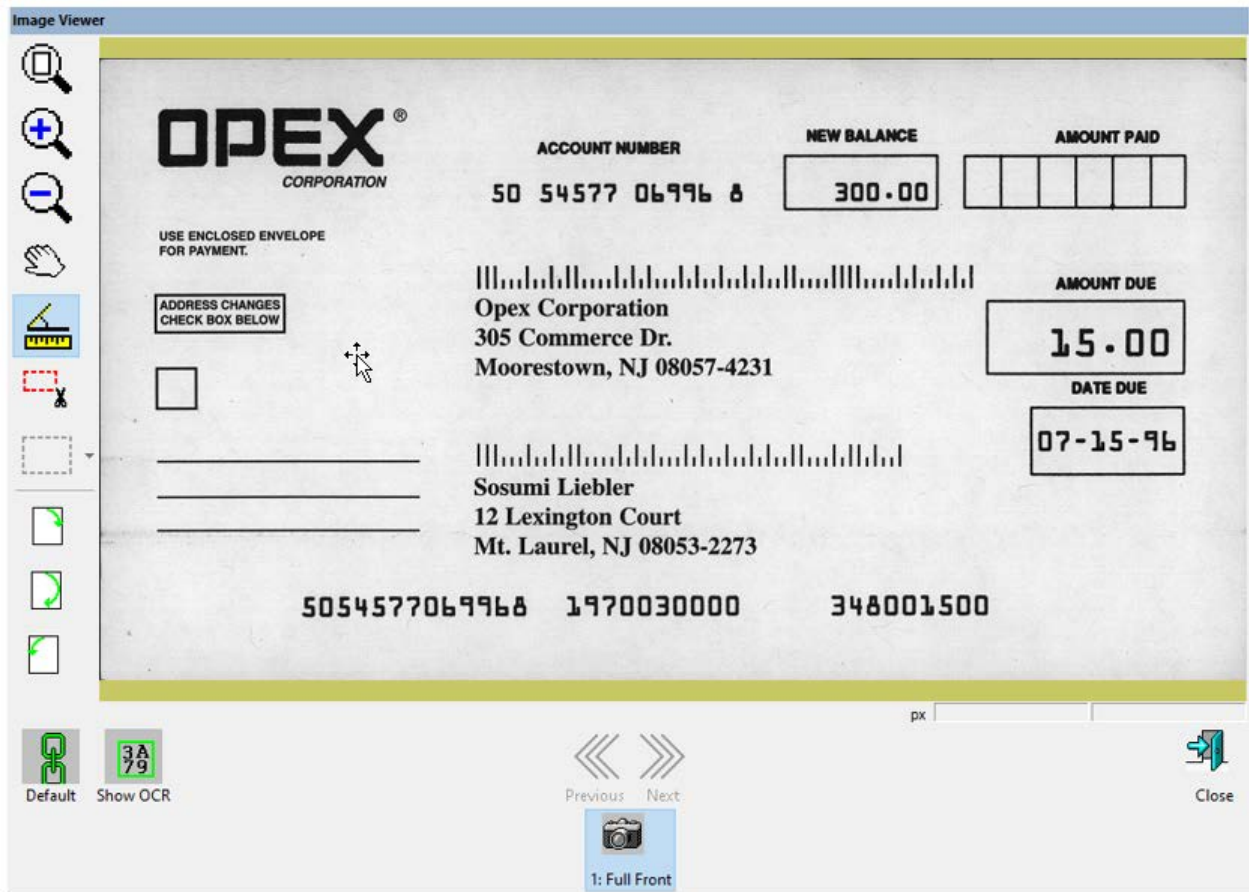 Image Viewer
OPEX®
CORPORATION
ACCOUNT NUMBER
50 54577 06996 8
NEW BALANCE
300.00
AMOUNT PAID
USE ENCLOSED ENVELOPE
FOR PAYMENT.
ADDRESS CHANGES
CHECK BOX BELOW
Opex Corporation
305 Commerce Dr.
Moorestown, NJ 08057-4231
AMOUNT DUE
15.00
DATE DUE
07-15-96
Sosumi Liebler
12 Lexington Court
Mt. Laurel, NJ 08053-2273
5054577069968 1970030000 348001500
px
3A
79
Default
Show OCR
Previous
Next
Close
1: Full Front